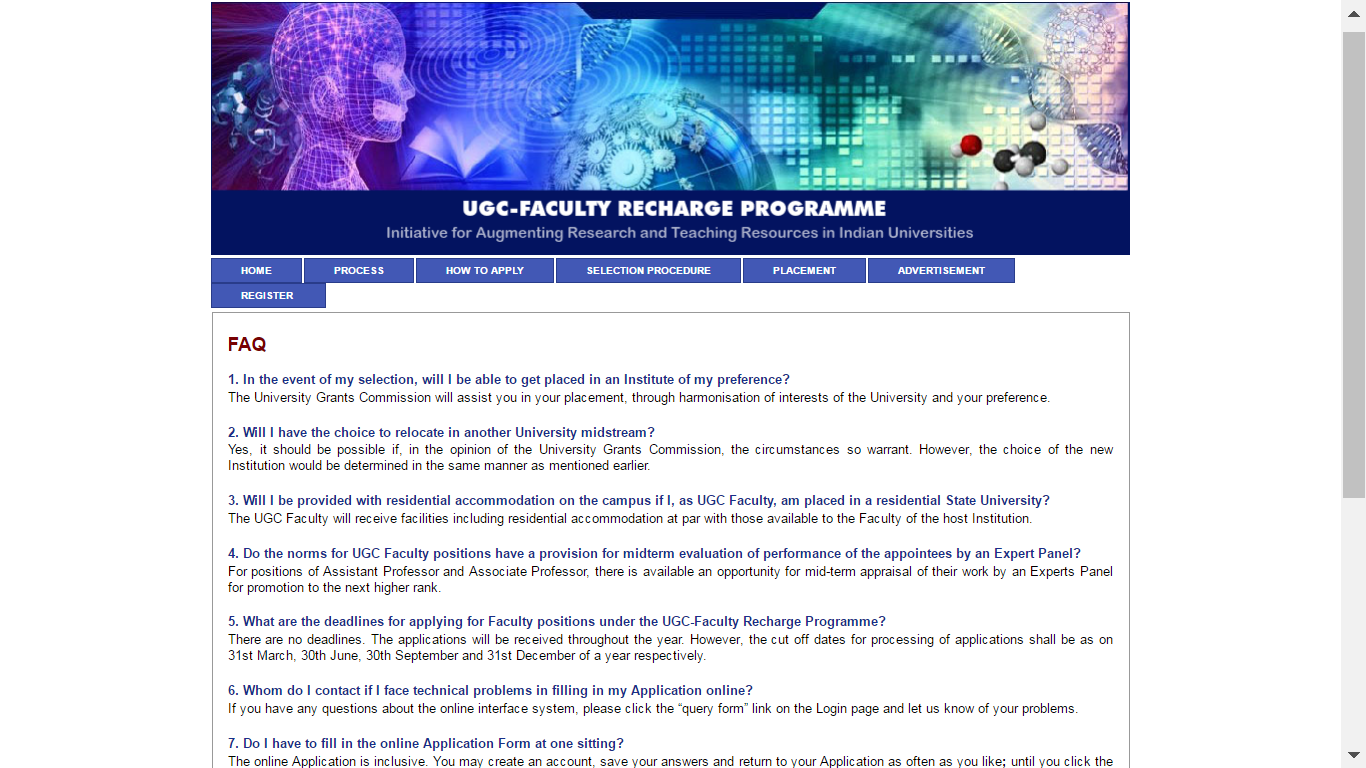 UGC-FACULTY RECHARGE PROGRAMME
Initiative for Augmenting Research and Teaching Resources in Indian Universities
HOME PROCESS HOW TO APPLY SELECTION PROCEDURE PLACEMENT ADVERTISEMENT
REGISTER
FAQ
1. In the event of my selection, will I be able to get placed in an Institute of my preference?
The University Grants Commission will assist you in your placement, through harmonisation of interests of the University and your preference.
2. Will I have the choice to relocate in another University midstream?
Yes, it should be possible if, in the opinion of the University Grants Commission, the circumstances so warrant. However, the choice of the new
Institution would be determined in the same manner as mentioned earlier.
3. Will I be provided with residential accommodation on the campus if I, as UGC Faculty, am placed in a residential State University?
The UGC Faculty will receive facilities including residential accommodation at par with those available to the Faculty of the host Institution.
4. Do the norms for UGC Faculty positions have a provision for midterm evaluation of performance of the appointees by an Expert Panel?
For positions of Assistant Professor and Associate Professor, there is available an opportunity for mid-term appraisal of their work by an Experts Panel
for promotion to the next higher rank.
5. What are the deadlines for applying for Faculty positions under the UGC-Faculty Recharge Programme?
There are no deadlines. The applications will be received throughout the year. However, the cut off dates for processing of applications shall be as on
31st March, 30th June, 30th September and 31st December of a year respectively.
6. Whom do I contact if I face technical problems in filling in my Application online?
If you have any questions about the online interface system, please click the “query form” link on the Login page and let us know of your problems.
7. Do I have to fill in the online Application Form at one sitting?
The online Application is inclusive. You may create an account, save your answers and return to your Application as often as you like; until you click the